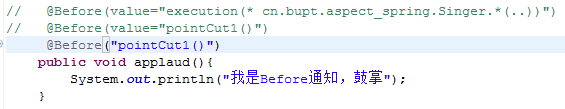 //   @Before(value="execution(* cn.bupt.aspect_spring.Singer.*(..))")
//   @Before(value="pointCut1()")
@Before("pointCut1()")
public void applaud(){
System.out.println("我是Before通知，鼓掌");
}